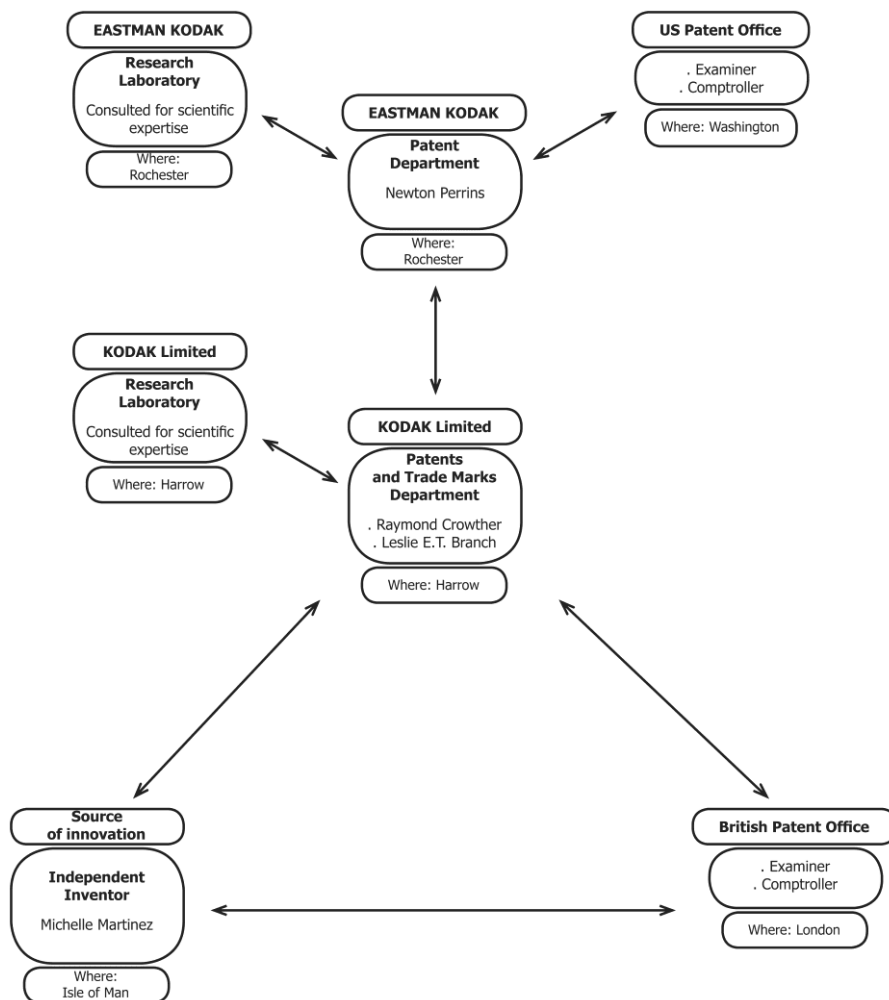 EASTMAN KODAK
Research
Laboratory
Consulted for scientific
expertise
Where:
Rochester
US Patent Office
. Examiner
. Comptroller
Where: Washington
EASTMAN KODAK
Patent
Department
Newton Perrins
Where:
Rochester
KODAK Limited
Research
Laboratory
Consulted for scientific
expertise
Where: Harrow
KODAK Limited
Patents
and Trade Marks
Department
. Raymond Crowther
. Leslie E.T. Branch
Where: Harrow
Source
of innovation
Independent
Inventor
Michelle Martinez
Where:
Isle of Man
British Patent Office
. Examiner
. Comptroller
Where: London